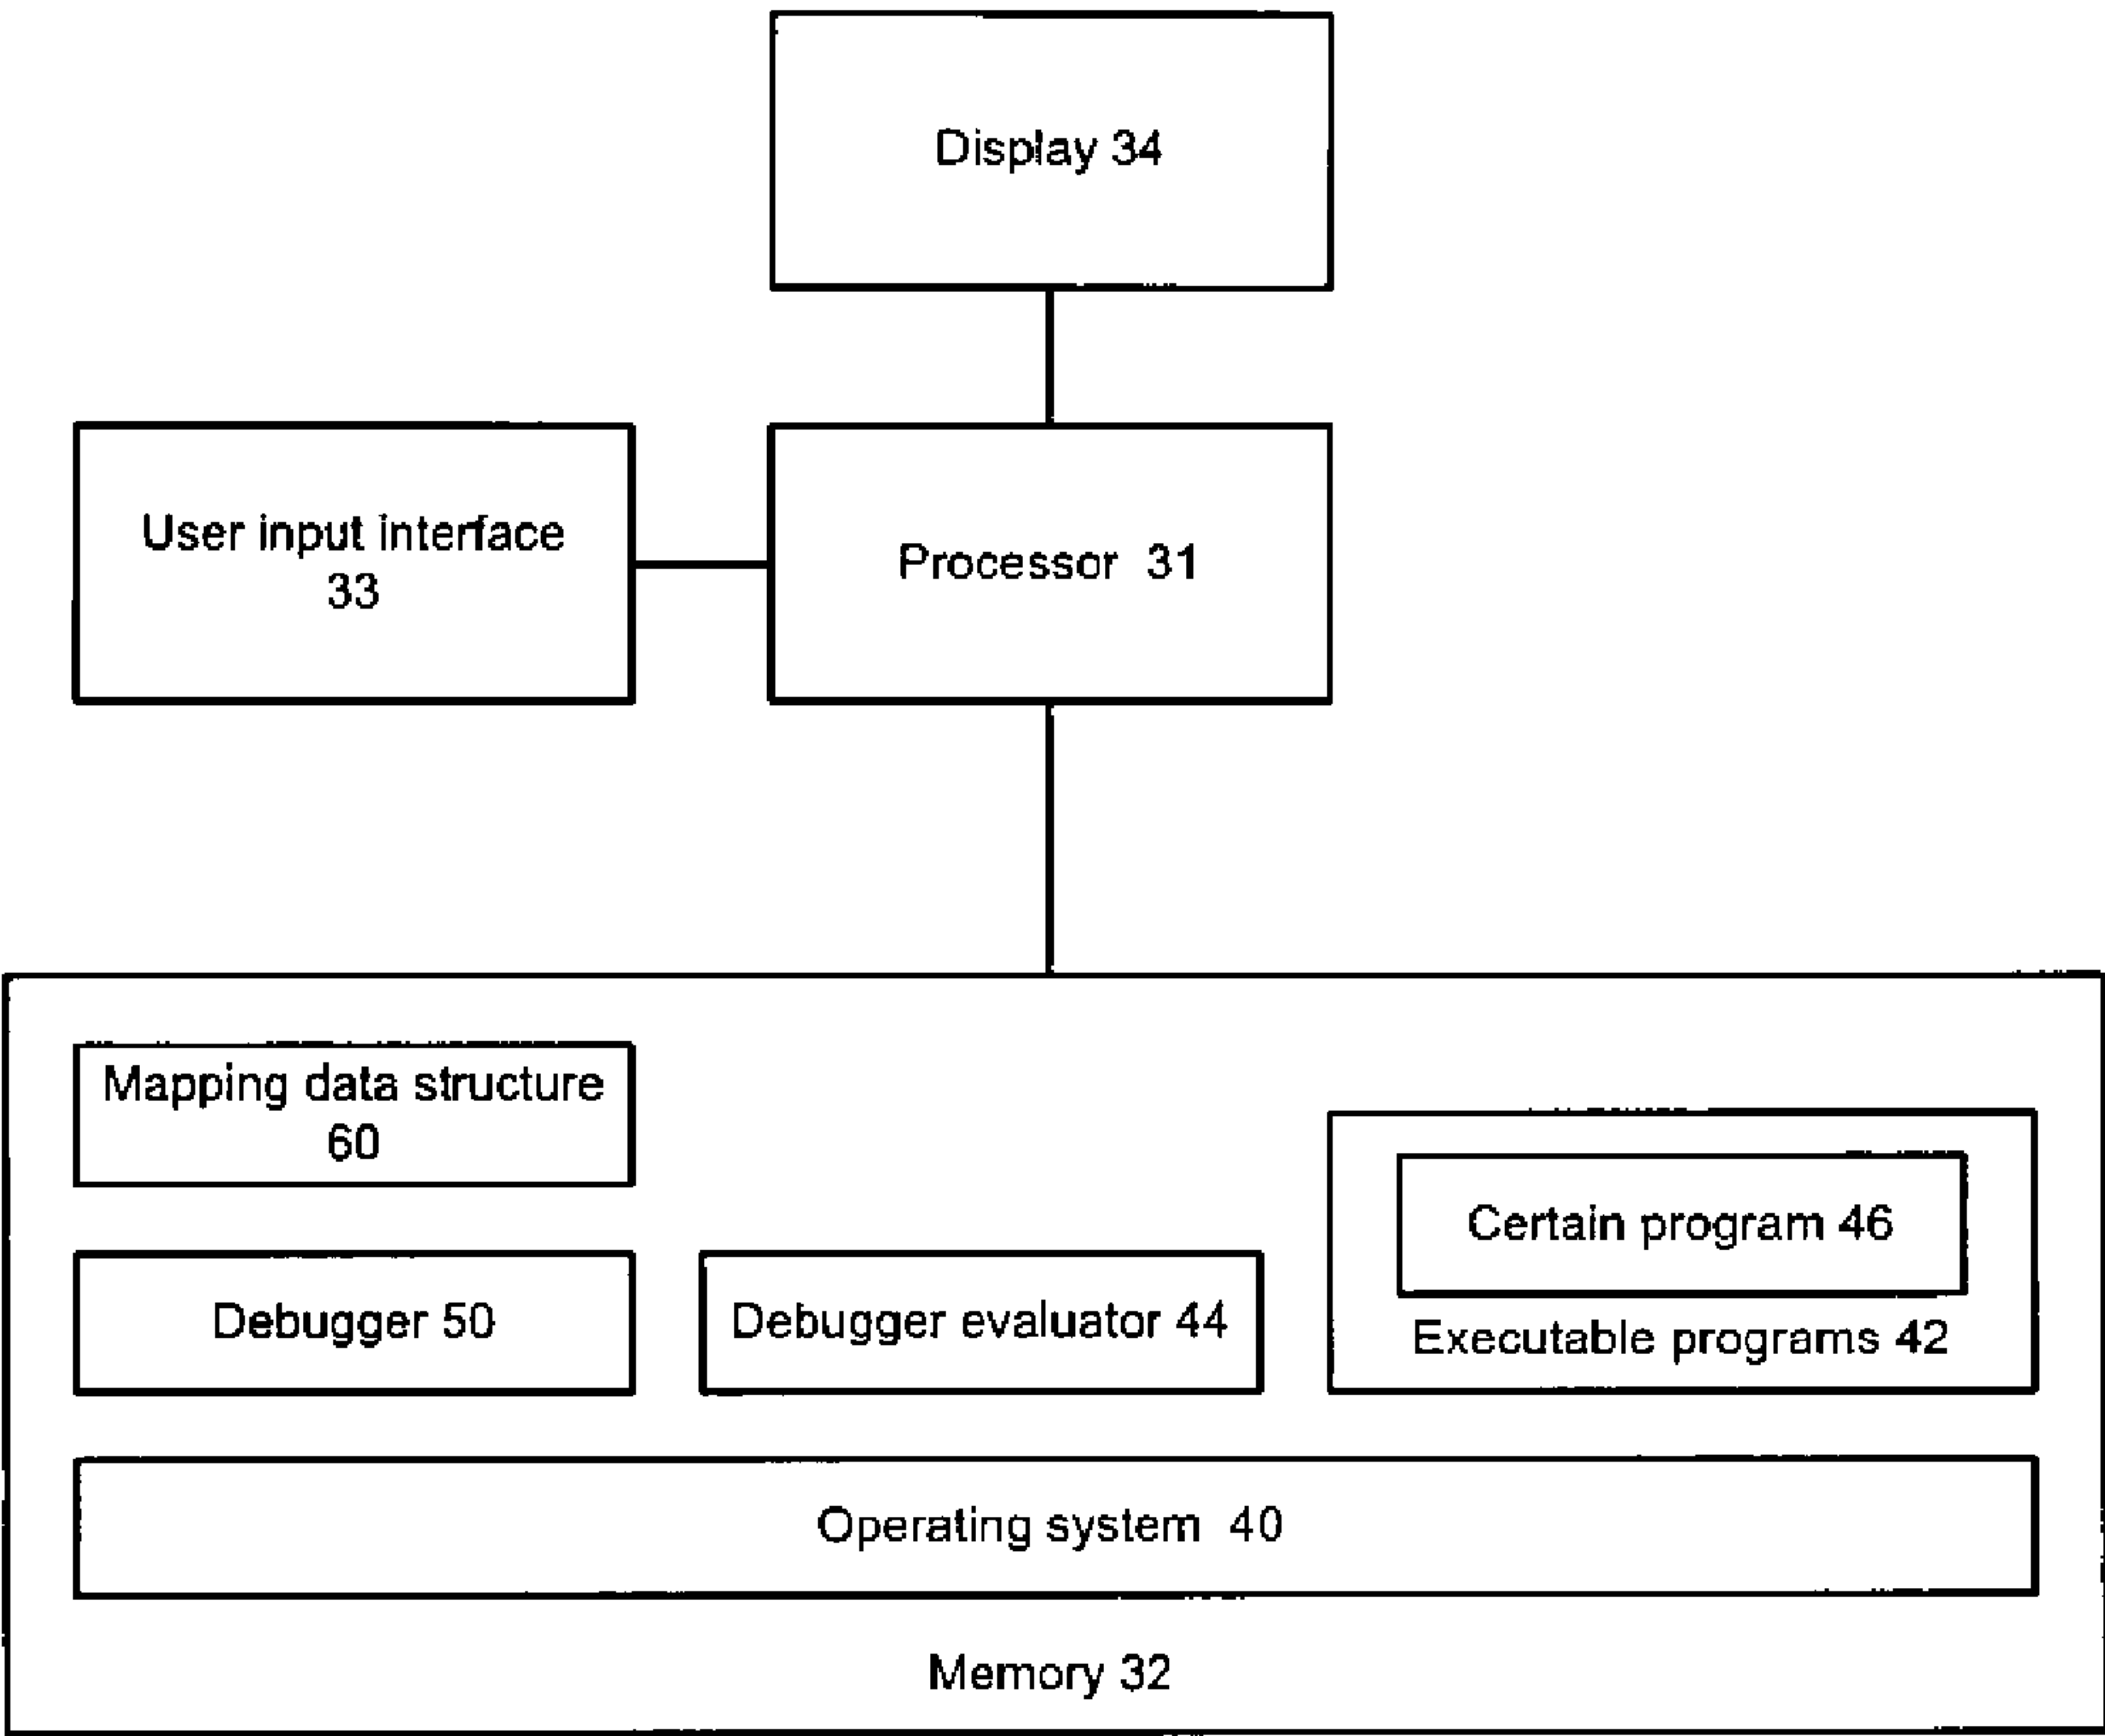 Display 34
User input interface
33
Processor 31
Mapping data structure
60
Certain program 46
Debugger 50
Debugger evaluator 44
Executable programs 42
Operating system 40
Memory 32